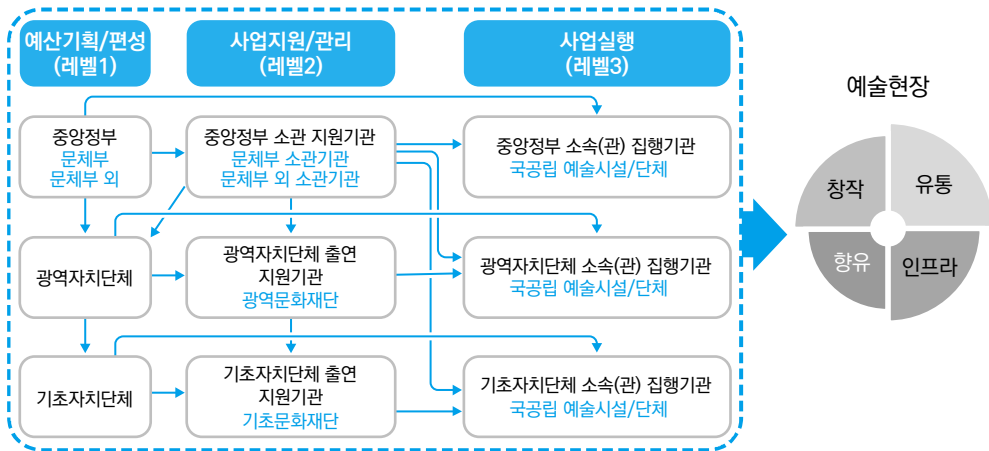 예산기획/편성
(레벨1)
사업지원/관리
(레벨2)
사업실행
(레벨3)
중앙정부
문체부
문체부 외
중앙정부 소관 지원기관
문체부 소관기관
문체부 외 소관기관
중앙정부 소속(관) 집행기관
국공립 예술시설/단체
광역자치단체
광역자치단체 출연
지원기관
광역문화재단
광역자치단체 소속(관) 집행기관
국공립 예술시설/단체
기초자치단체
기초자치단체 출연
지원기관
기초문화재단
기초자치단체 소속(관) 집행기관
국공립 예술시설/단체
예술현장
창작
유통
향유
인프라